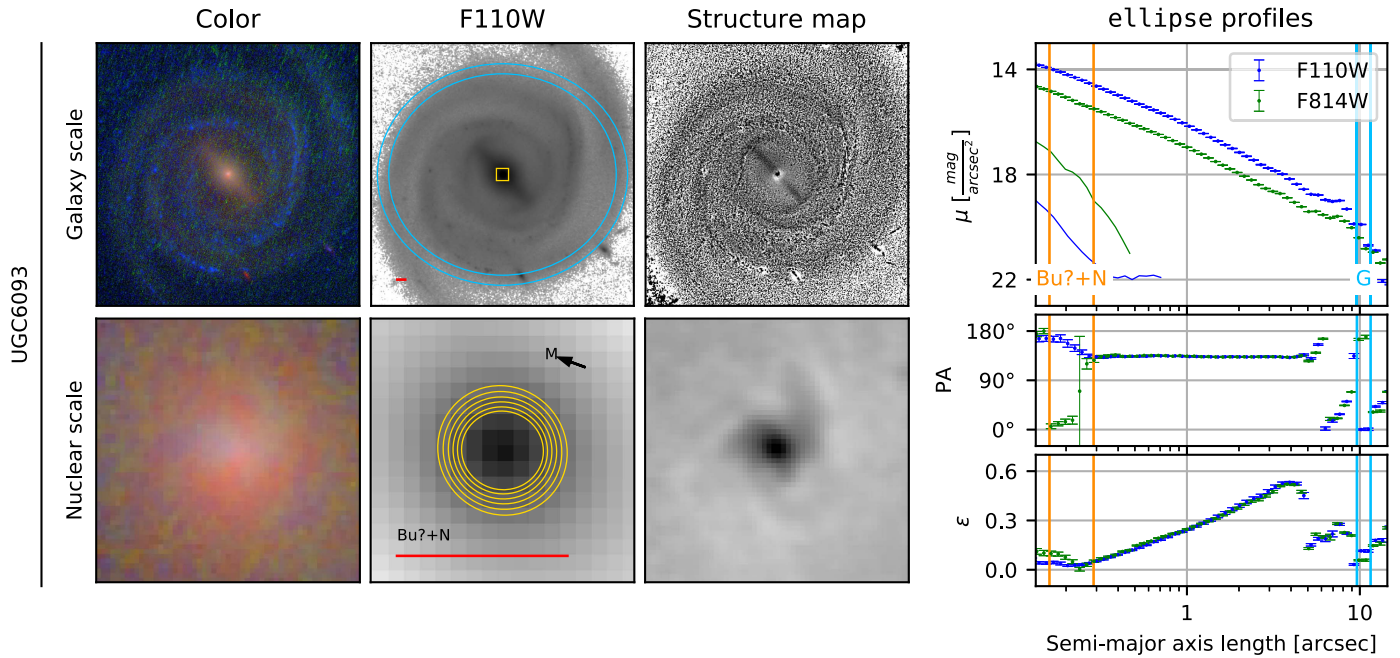 Color
F110W
Structure map
ellipse profiles
UGC6093
Galaxy scale
Nuclear scale
M
Bu?+N
F110W
F814W
μ [mag/arcsec²]
14
18
22
Bu?+N
G
PA
180°
90°
0°
ε
0.6
0.3
0.0
1
10
Semi-major axis length [arcsec]